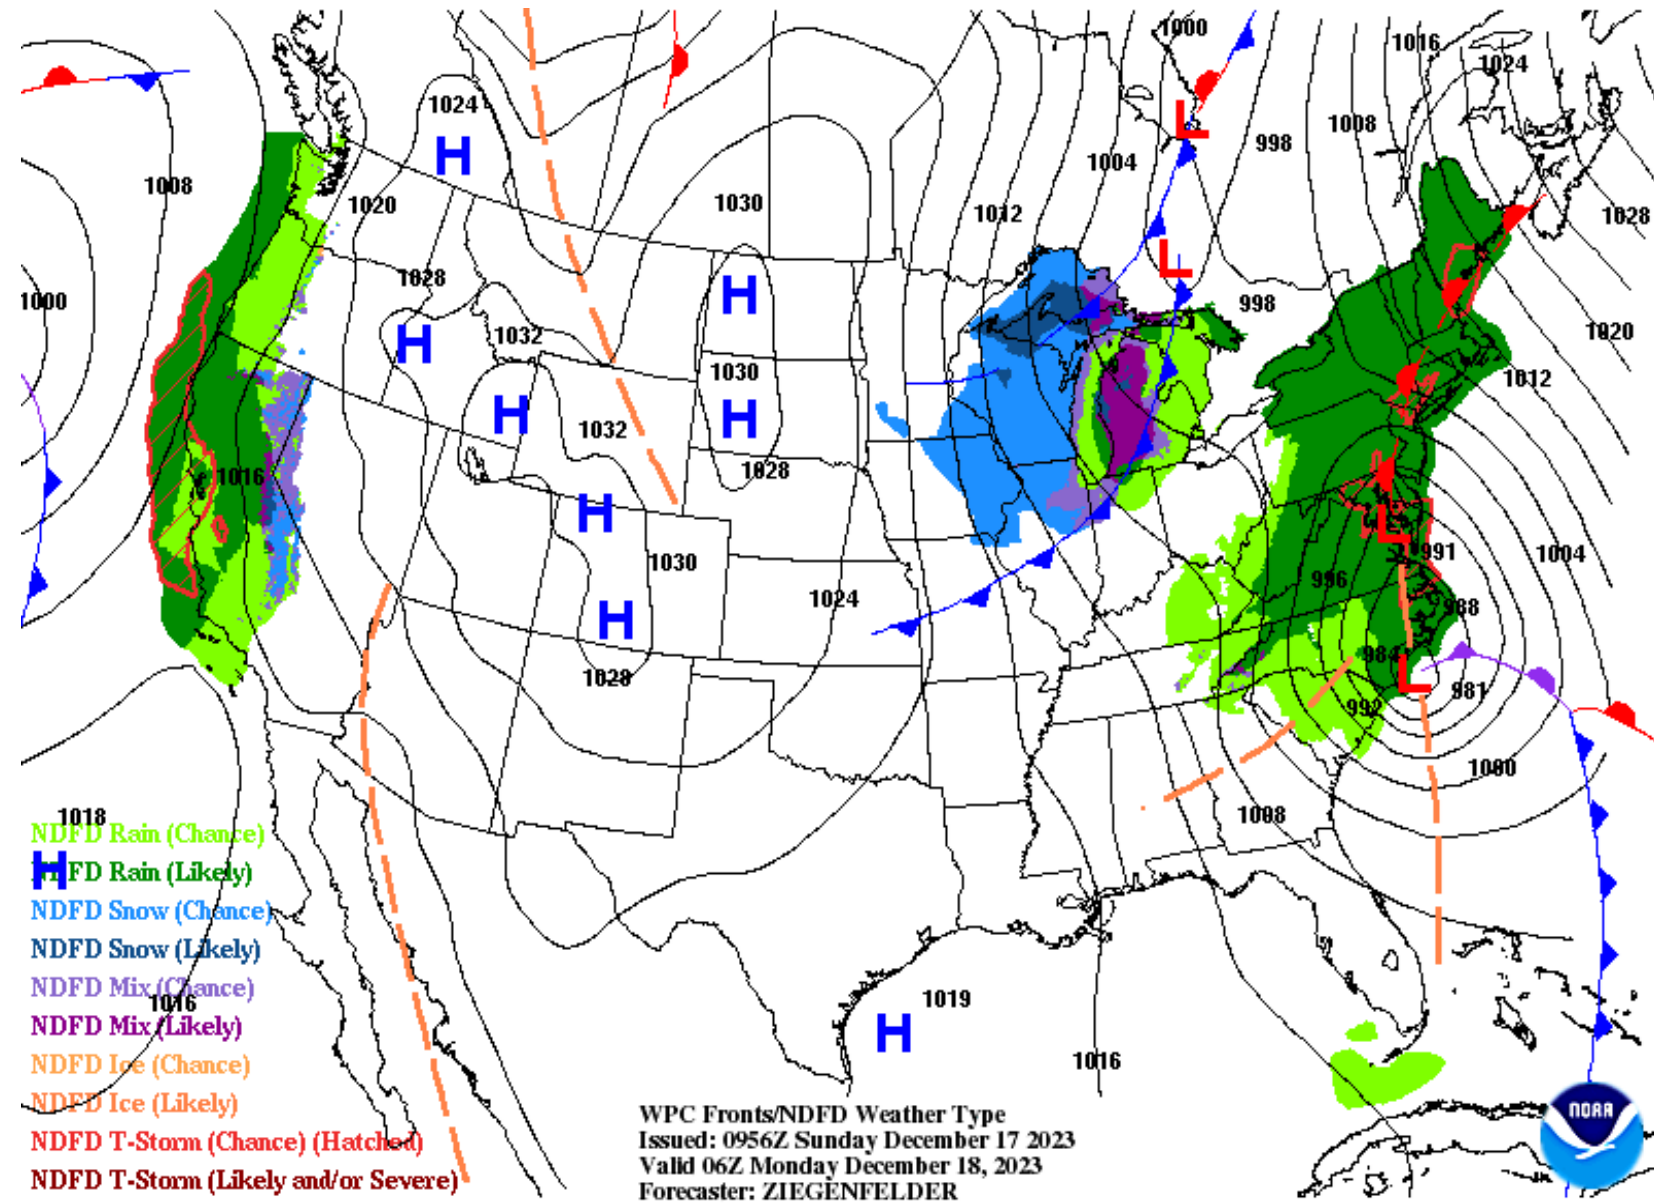 1000
1016
1024
1024
1008
998
1004
1008
1030
1020
1012
1028
1028
1000
998
1032
1020
1030
1012
1032
1028
1016
991
1004
1030
996
1024
988
984
1028
981
992
1000
1008
1018
NDFD Rain (Chance)
H
NDFD Rain (Likely)
NDFD Snow (Chance)
NDFD Snow (Likely)
NDFD Mix (Chance)
1016
1019
NDFD Mix (Likely)
NDFD Ice (Chance)
1016
NDFD Ice (Likely)
NDFD T-Storm (Chance) (Hatched)
NDFD T-Storm (Likely and/or Severe)
H
H
H
H
H
H
H
H
H
L
L
L
L
WPC Fronts/NDFD Weather Type
Issued: 0956Z Sunday December 17 2023
Valid 06Z Monday December 18, 2023
Forecaster: ZIEGENFELDER
NOAA